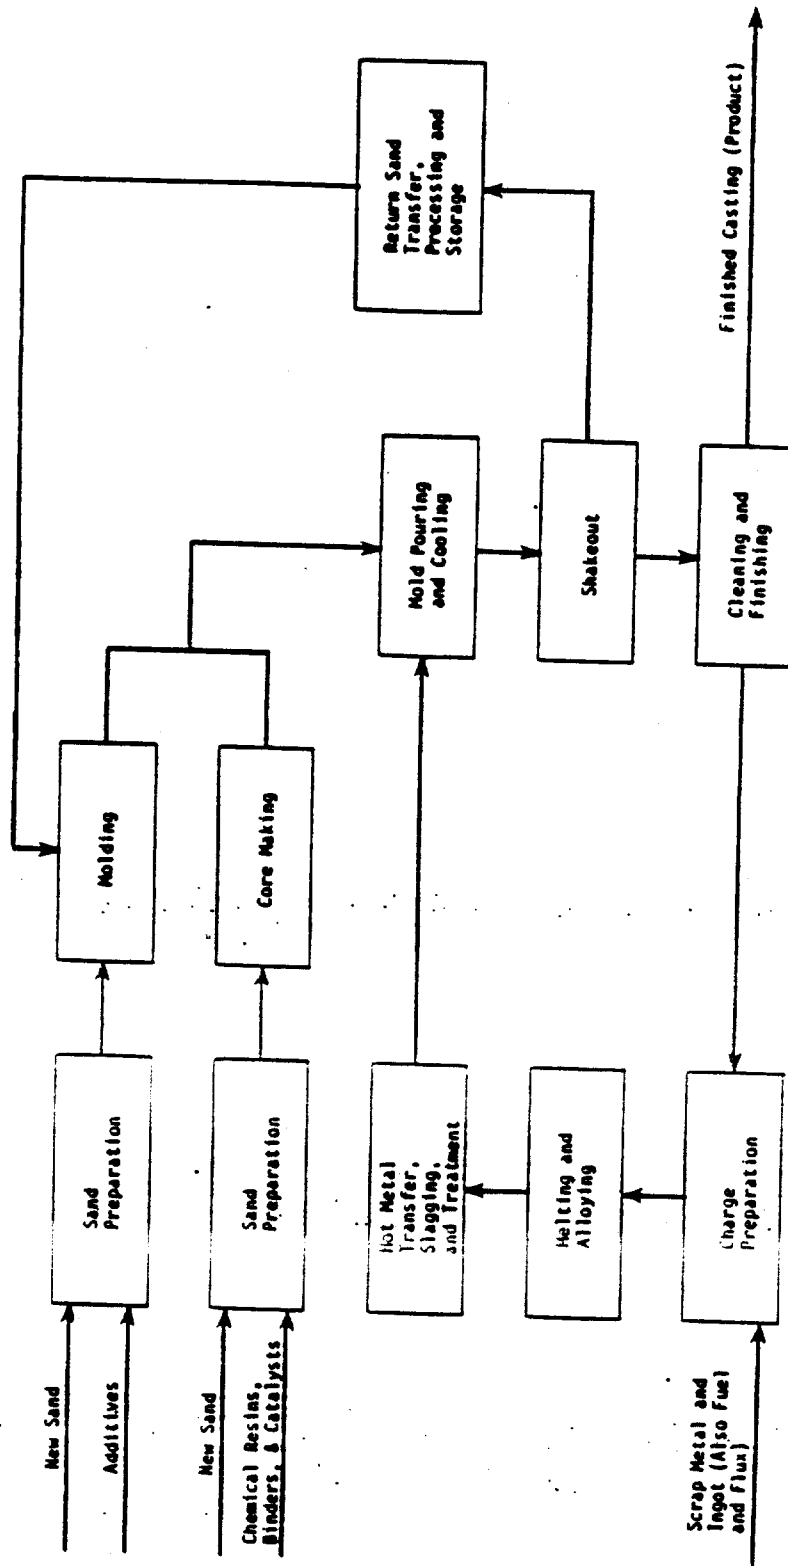 New Sand
Additives
Sand
Preparation
Molding
New Sand
Chemical Resins,
Binders, & Catalysts
Sand
Preparation
Core Making
Return Sand
Transfer,
Processing and
Storage
Hot Metal
Transfer,
Slagging,
and Treatment
Mold Pouring
and Cooling
Melting and
Alloying
Shakeout
Scrap Metal and
Ingot (Also Fuel
and Flux)
Charge
Preparation
Cleaning and
Finishing
Finished Casting (Product)